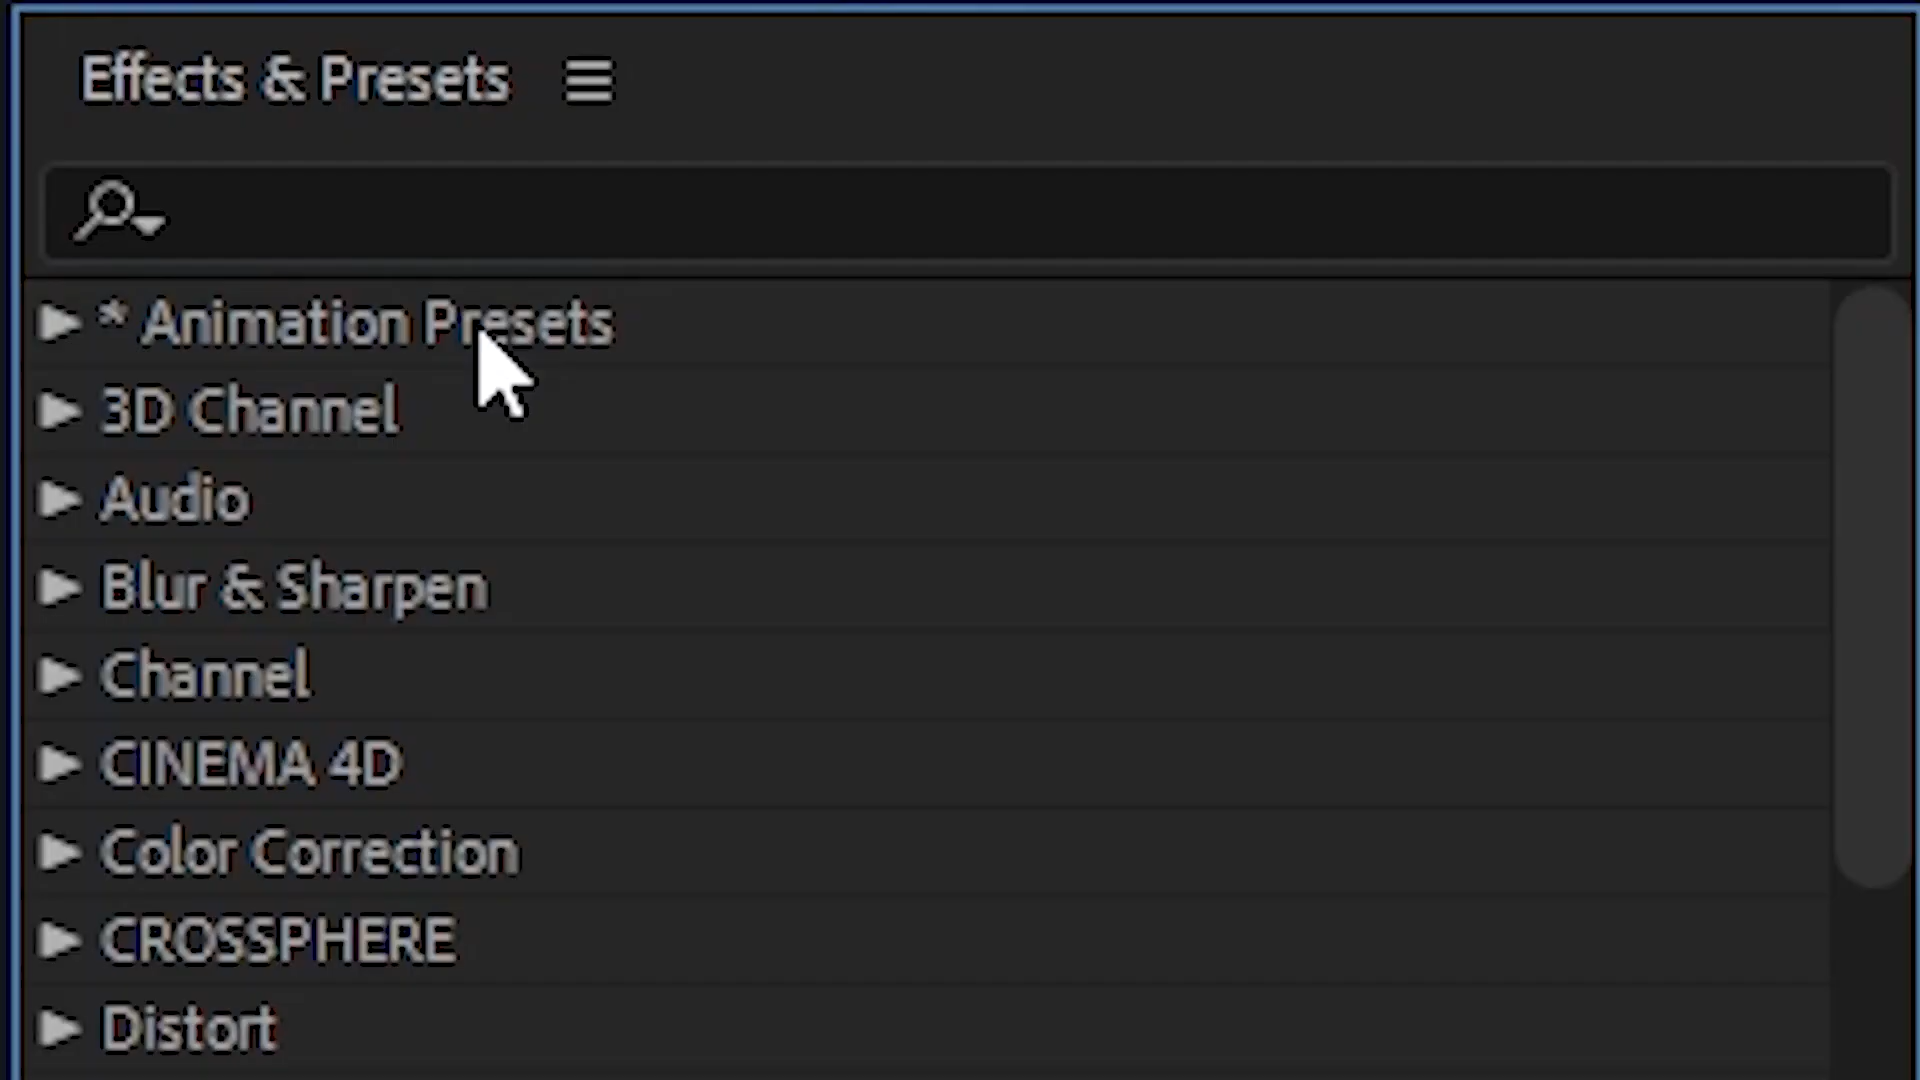 Effects & Presets
* Animation Presets
3D Channel
Audio
Blur & Sharpen
Channel
CINEMA 4D
Color Correction
CROSSPHERE
Distort